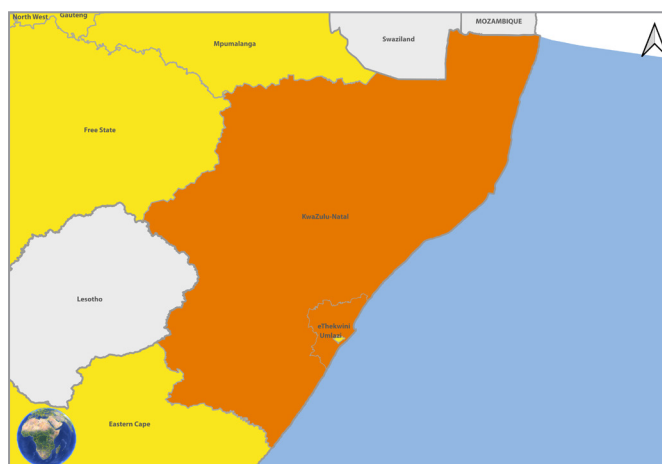 North West
Gauteng
Mpumalanga
Swaziland
MOZAMBIQUE
Free State
KwaZulu-Natal
Lesotho
eThekwini
Umlazi
Eastern Cape